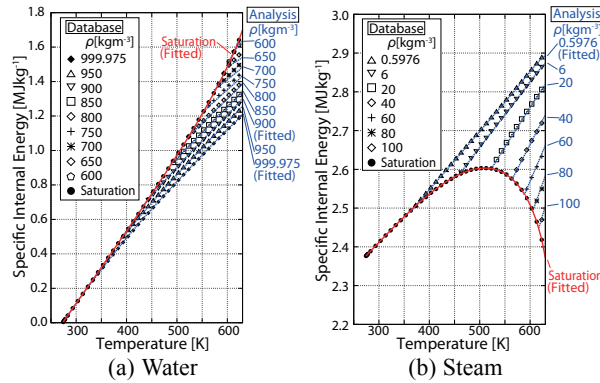 Database
ρ[kgm-3]
999.975
950
900
850
800
750
700
650
600
Saturation
Saturation
(Fitted)
Analysis
ρ[kgm-3]
600
650
700
750
800
850
900
(Fitted)
950
999.975
(Fitted)
Specific Internal Energy [MJkg-1]
1.8
1.6
1.4
1.2
1.0
0.8
0.6
0.4
0.2
0.0
300 400 500 600
Temperature [K]
(a) Water
Database
ρ[kgm-3]
0.5976
6
20
40
60
80
100
Saturation
Analysis
ρ[kgm-3]
0.5976
(Fitted)
6
20
40
60
80
100
Saturation
(Fitted)
Specific Internal Energy [MJkg-1]
3.0
2.9
2.8
2.7
2.6
2.5
2.4
2.3
2.2
300 400 500 600
Temperature [K]
(b) Steam